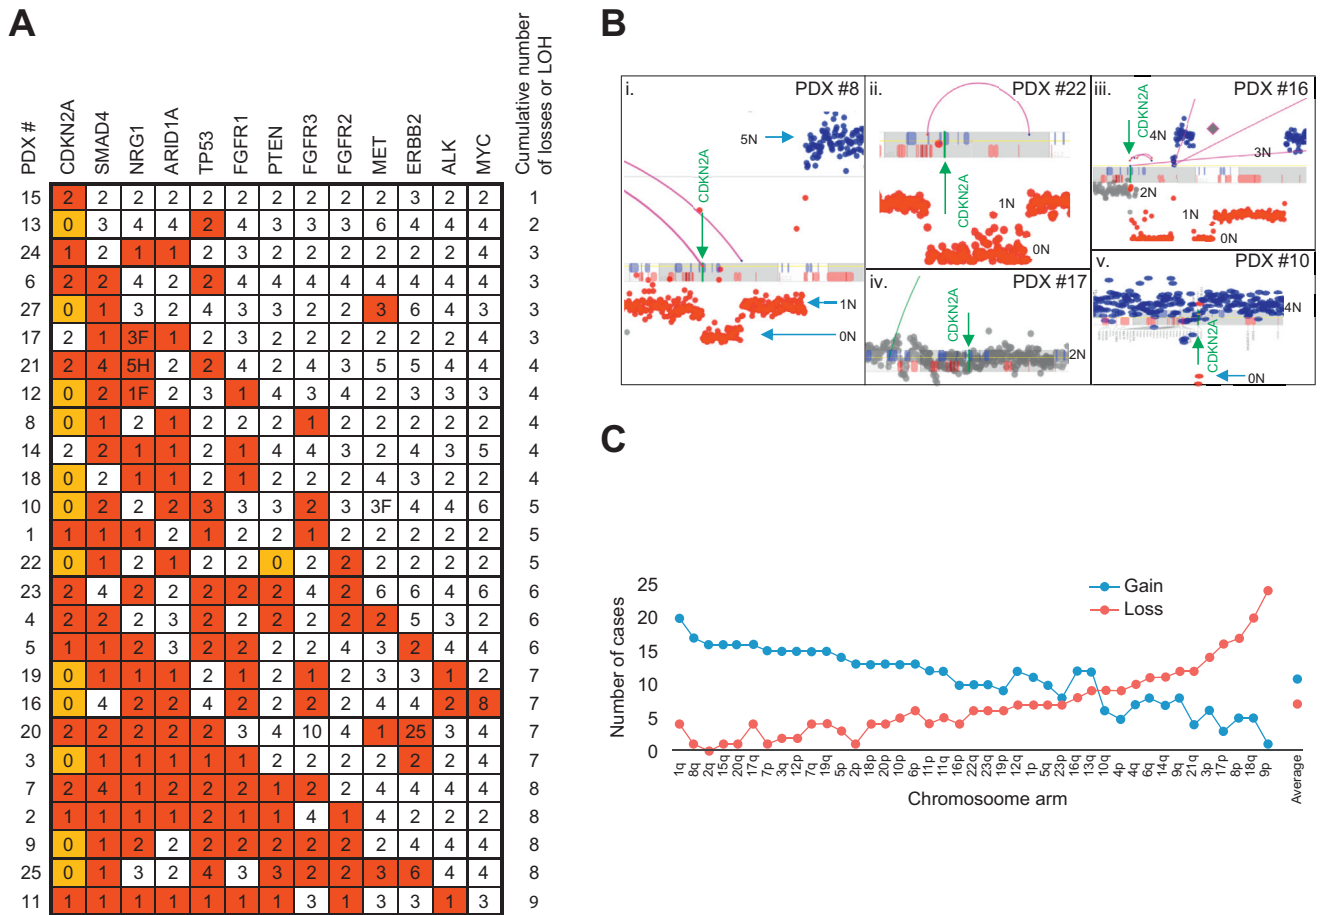 A
PDX #
CDKN2A
SMAD4
NRG1
ARID1A
TP53
FGFR1
PTEN
FGFR3
FGFR2
MET
ERBB2
ALK
MYC
Cumulative number
of losses or LOH
15 2 2 2 2 2 2 2 2 2 2 3 2 2 1
13 0 3 4 4 2 4 3 3 3 6 4 4 4 2
24 1 2 1 1 2 3 2 2 2 2 2 2 4 3
6 2 2 4 2 2 4 4 4 4 4 4 4 4 3
27 0 1 3 2 4 3 3 2 2 3 6 4 3 3
17 2 1 3F 1 2 3 2 2 2 2 2 2 4 3
21 2 4 5H 2 2 4 2 4 3 5 5 4 4 4
12 0 2 1F 2 3 1 4 3 4 2 3 3 3 4
8 0 1 2 1 2 2 2 1 2 2 2 2 2 4
14 2 2 1 1 2 1 4 4 3 2 4 3 5 4
18 0 2 1 1 2 1 2 2 2 4 3 2 2 4
10 0 2 2 2 3 3 3 2 3 3F 4 4 6 5
1 1 1 1 2 1 2 2 1 2 2 2 2 2 5
22 0 1 2 1 2 2 0 2 2 2 2 2 2 5
23 2 4 2 2 2 2 2 4 2 6 6 4 6 6
4 2 2 2 3 2 2 2 2 2 2 5 3 2 6
5 1 1 2 3 2 2 2 2 4 3 2 4 4 6
19 0 1 1 1 2 1 2 1 2 3 3 1 2 7
16 0 4 2 2 4 2 2 2 2 4 4 2 8 7
20 2 2 2 2 2 3 4 10 4 1 25 3 4 7
3 0 1 1 1 1 1 2 2 2 2 2 2 4 7
7 2 4 1 2 2 2 1 2 2 4 4 4 4 8
2 1 1 1 1 2 1 1 4 1 4 2 2 2 8
9 0 1 2 2 2 2 2 2 2 2 4 4 4 8
25 0 1 3 2 4 3 3 2 2 3 6 4 4 8
11 1 1 1 1 1 1 1 3 1 3 3 1 3 9
B
i. PDX #8
5N
CDKN2A
1N
0N
ii. PDX #22
CDKN2A
1N
0N
iii. PDX #16
CDKN2A
4N
3N
2N
1N
0N
iv. PDX #17
CDKN2A
2N
v. PDX #10
4N
CDKN2A
0N
C
Number of cases
25
20
15
10
5
0
Gain
Loss
1q
8q
2q
15q
20q
17q
7p
3q
12p
7q
19q
5p
2p
18p
20p
10p
6p
11p
11q
16p
22q
23q
19p
12q
1p
5q
23p
16q
13q
10q
4p
4q
6q
14q
9q
21q
3p
17p
8p
18q
9p
Average
Chromosoome arm